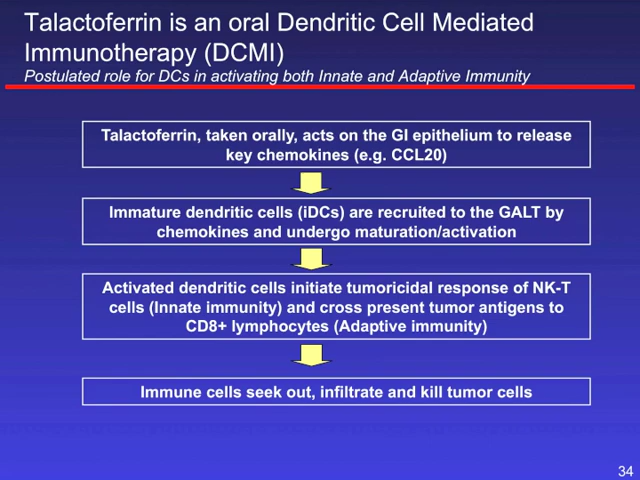 Talactoferrin is an oral Dendritic Cell Mediated
Immunotherapy (DCMI)
Postulated role for DCs in activating both Innate and Adaptive Immunity
Talactoferrin, taken orally, acts on the GI epithelium to release
key chemokines (e.g. CCL20)
Immature dendritic cells (iDCs) are recruited to the GALT by
chemokines and undergo maturation/activation
Activated dendritic cells initiate tumoricidal response of NK-T
cells (Innate immunity) and cross present tumor antigens to
CD8+ lymphocytes (Adaptive immunity)
Immune cells seek out, infiltrate and kill tumor cells
34